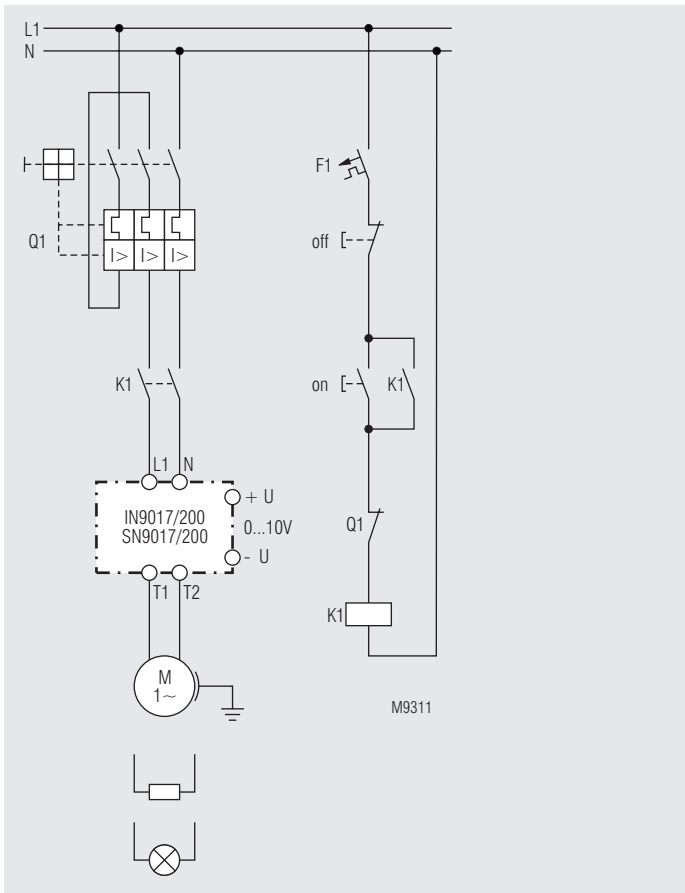 L1
N
F1
Q1
off
I> I> I>
K1
on
K1
L1 N
+ U
IN9017/200
SN9017/200
0...10V
- U
Q1
T1 T2
K1
M
1~
M9311